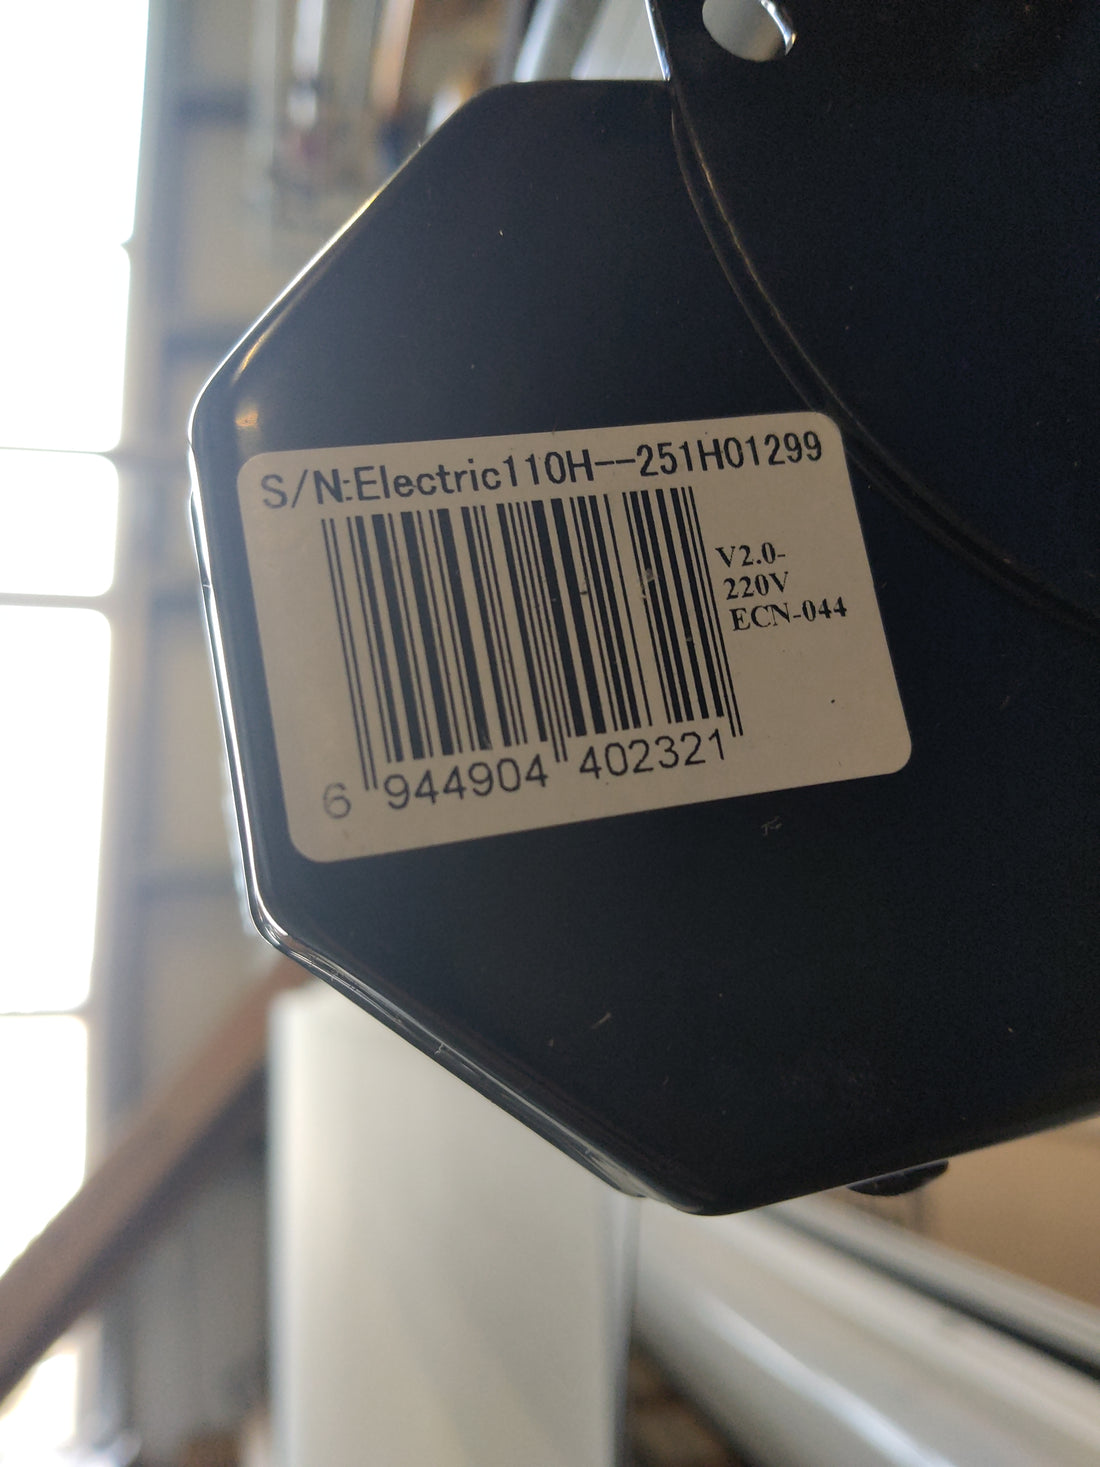 S/N:Electric110H--251H01299
V2.0-
220V
ECN-044
6 944904 402321